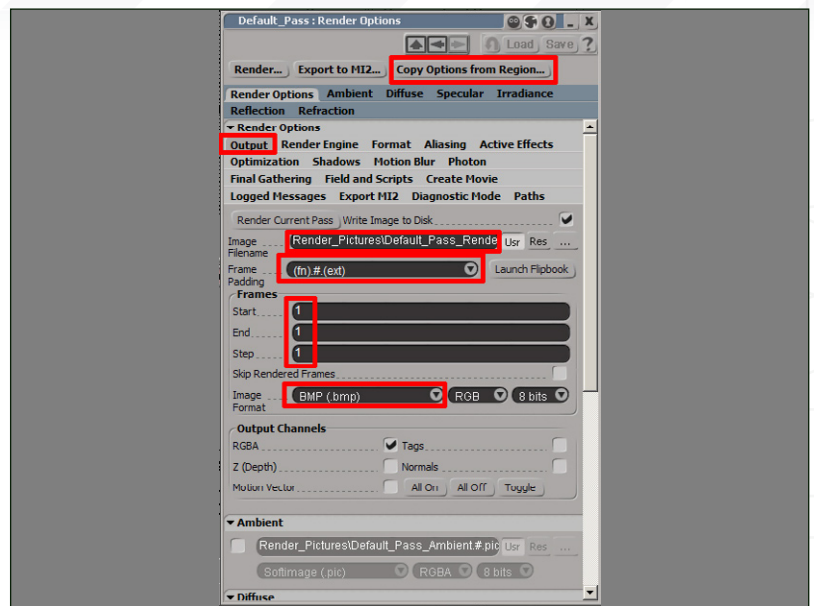 Default_Pass : Render Options
Load Save ?
Render... Export to MI2... Copy Options from Region...
Render Options Ambient Diffuse Specular Irradiance
Reflection Refraction
Render Options
Output Render Engine Format Aliasing Active Effects
Optimization Shadows Motion Blur Photon
Final Gathering Field and Scripts Create Movie
Logged Messages Export MI2 Diagnostic Mode Paths
Render Current Pass Write Image to Disk
Image Filename Render_Pictures\Default_Pass_Rende Usr Res ...
Frame Padding (fn).#.(ext) Launch Flipbook
Frames
Start 1
End 1
Step 1
Skip Rendered Frames
Image Format BMP (.bmp) RGB 8 bits
Output Channels
RGBA Tags
Z (Depth) Normals
Motion Vector All On All Off Toggle
Ambient
Render_Pictures\Default_Pass_Ambient.#.pic Usr Res ...
Softimage (.pic) RGBA 8 bits
Diffuse